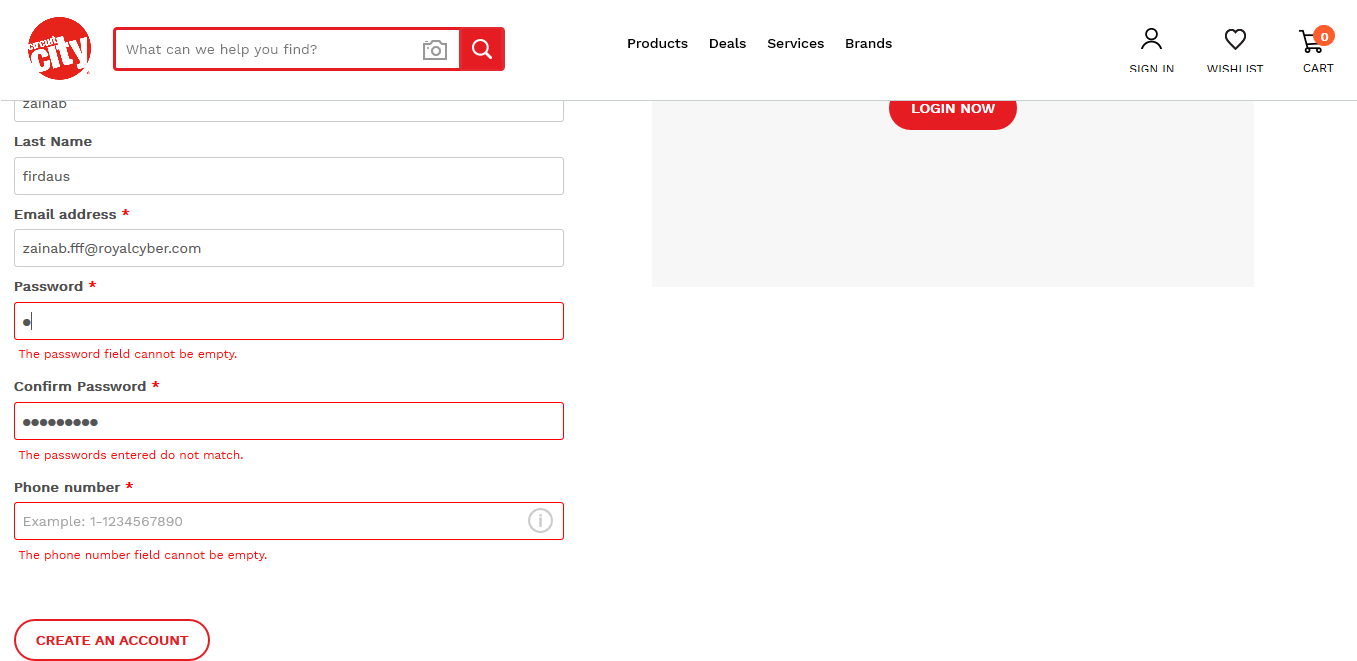 circuit
city
What can we help you find?
Products Deals Services Brands
SIGN IN
WISHLIST
0
CART
zainab
LOGIN NOW
Last Name
firdaus
Email address *
zainab.fff@royalcyber.com
Password *
The password field cannot be empty.
Confirm Password *
The passwords entered do not match.
Phone number *
Example: 1-1234567890
The phone number field cannot be empty.
CREATE AN ACCOUNT